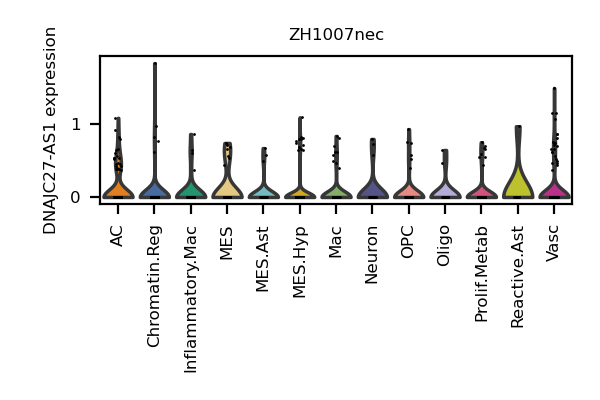 ZH1007nec
DNAJC27-AS1 expression
1
0
AC
Chromatin.Reg
Inflammatory.Mac
MES
MES.Ast
MES.Hyp
Mac
Neuron
OPC
Oligo
Prolif.Metab
Reactive.Ast
Vasc